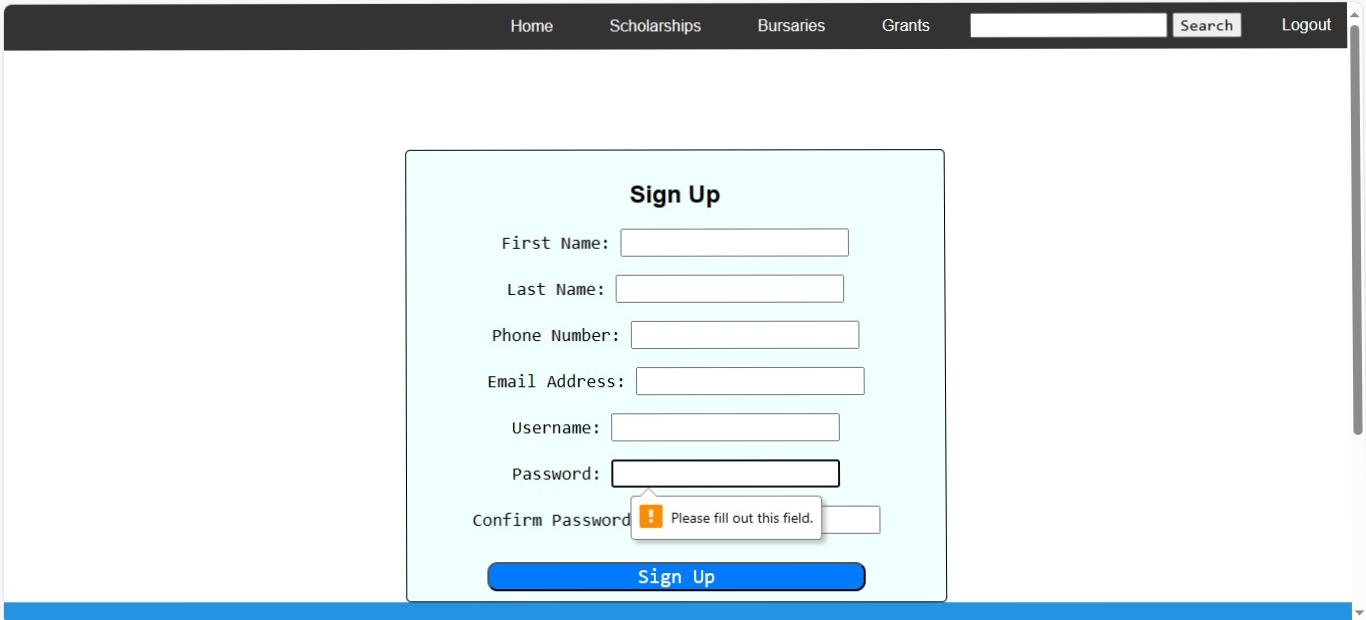 Home Scholarships Bursaries Grants Search Logout
Sign Up
First Name:
Last Name:
Phone Number:
Email Address:
Username:
Password:
Please fill out this field.
Confirm Password
Sign Up